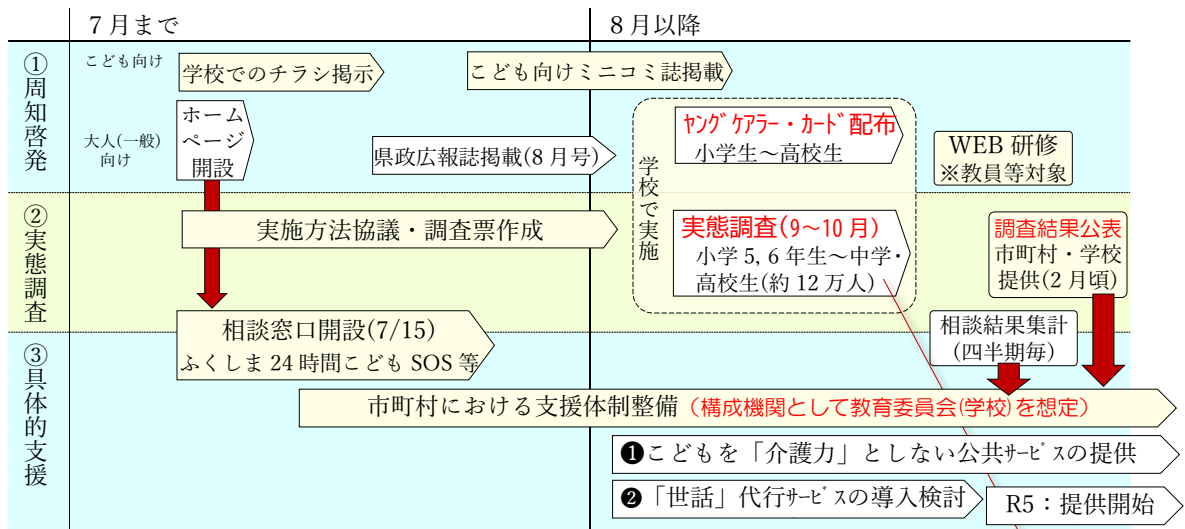 ７月まで
８月以降
①周知啓発
こども向け
学校でのチラシ掲示
こども向けミニコミ誌掲載
大人(一般)
向け
ホーム
ページ
開設
県政広報誌掲載(８月号)
学校で実施
ﾔﾝｸﾞｹｱﾗｰ・ｶｰﾄﾞ配布
小学生～高校生
WEB 研修
※教員等対象
②実態調査
実施方法協議・調査票作成
実態調査(9～10 月)
小学 5, 6 年生～中学・
高校生(約 12 万人)
調査結果公表
市町村・学校
提供(2 月頃)
相談窓口開設(7/15)
ふくしま 24 時間こども SOS 等
相談結果集計
(四半期毎)
③具体的支援
市町村における支援体制整備（構成機関として教育委員会(学校)を想定）
❶こどもを「介護力」としない公共ｻｰﾋﾞｽの提供
❷「世話」代行ｻｰﾋﾞｽの導入検討
R5：提供開始